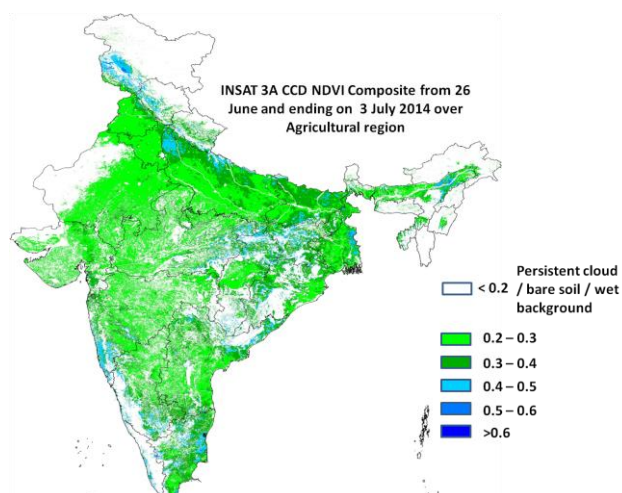 INSAT 3A CCD NDVI Composite from 26
June and ending on 3 July 2014 over
Agricultural region
< 0.2 Persistent cloud
/ bare soil / wet
background
0.2 – 0.3
0.3 – 0.4
0.4 – 0.5
0.5 – 0.6
>0.6